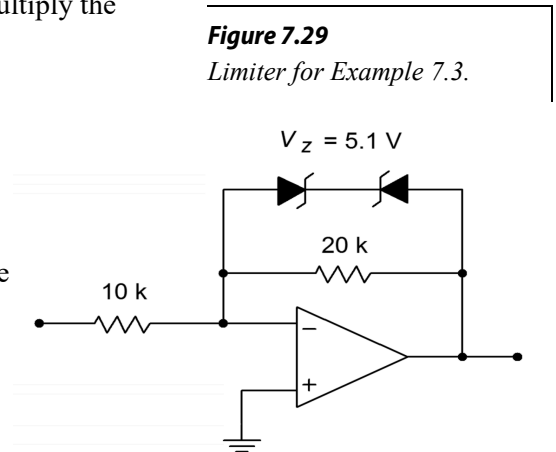 ultiply the
Figure 7.29
Limiter for Example 7.3.
V z = 5.1 V
20 k
e
10 k
−
+